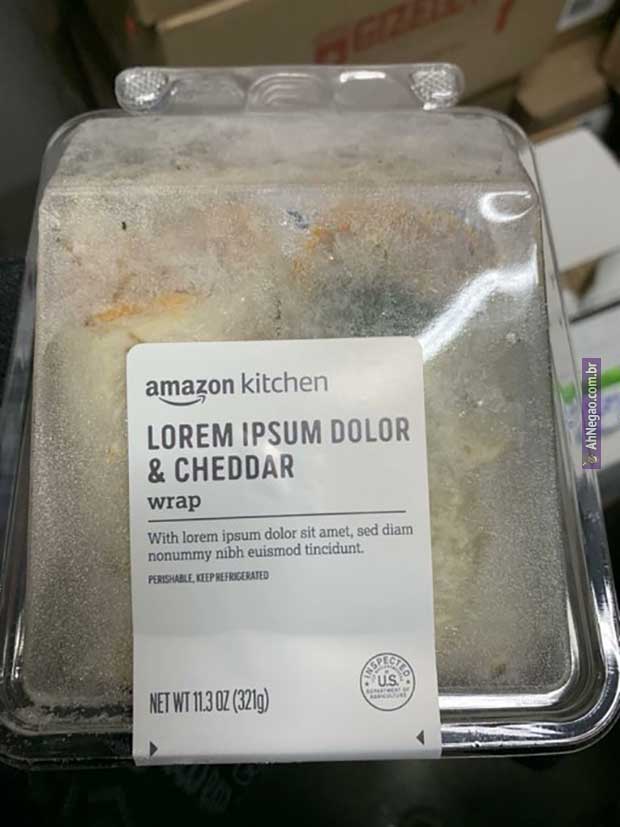 GIZEH
amazon kitchen
LOREM IPSUM DOLOR
& CHEDDAR
wrap
With lorem ipsum dolor sit amet, sed diam
nonummy nibh euismod tincidunt.
PERISHABLE, KEEP REFRIGERATED
NET WT 11.3 OZ (321g)
INSPECTED
U.S.
DEPARTMENT OF
AGRICULTURE
AhNegao.com.br